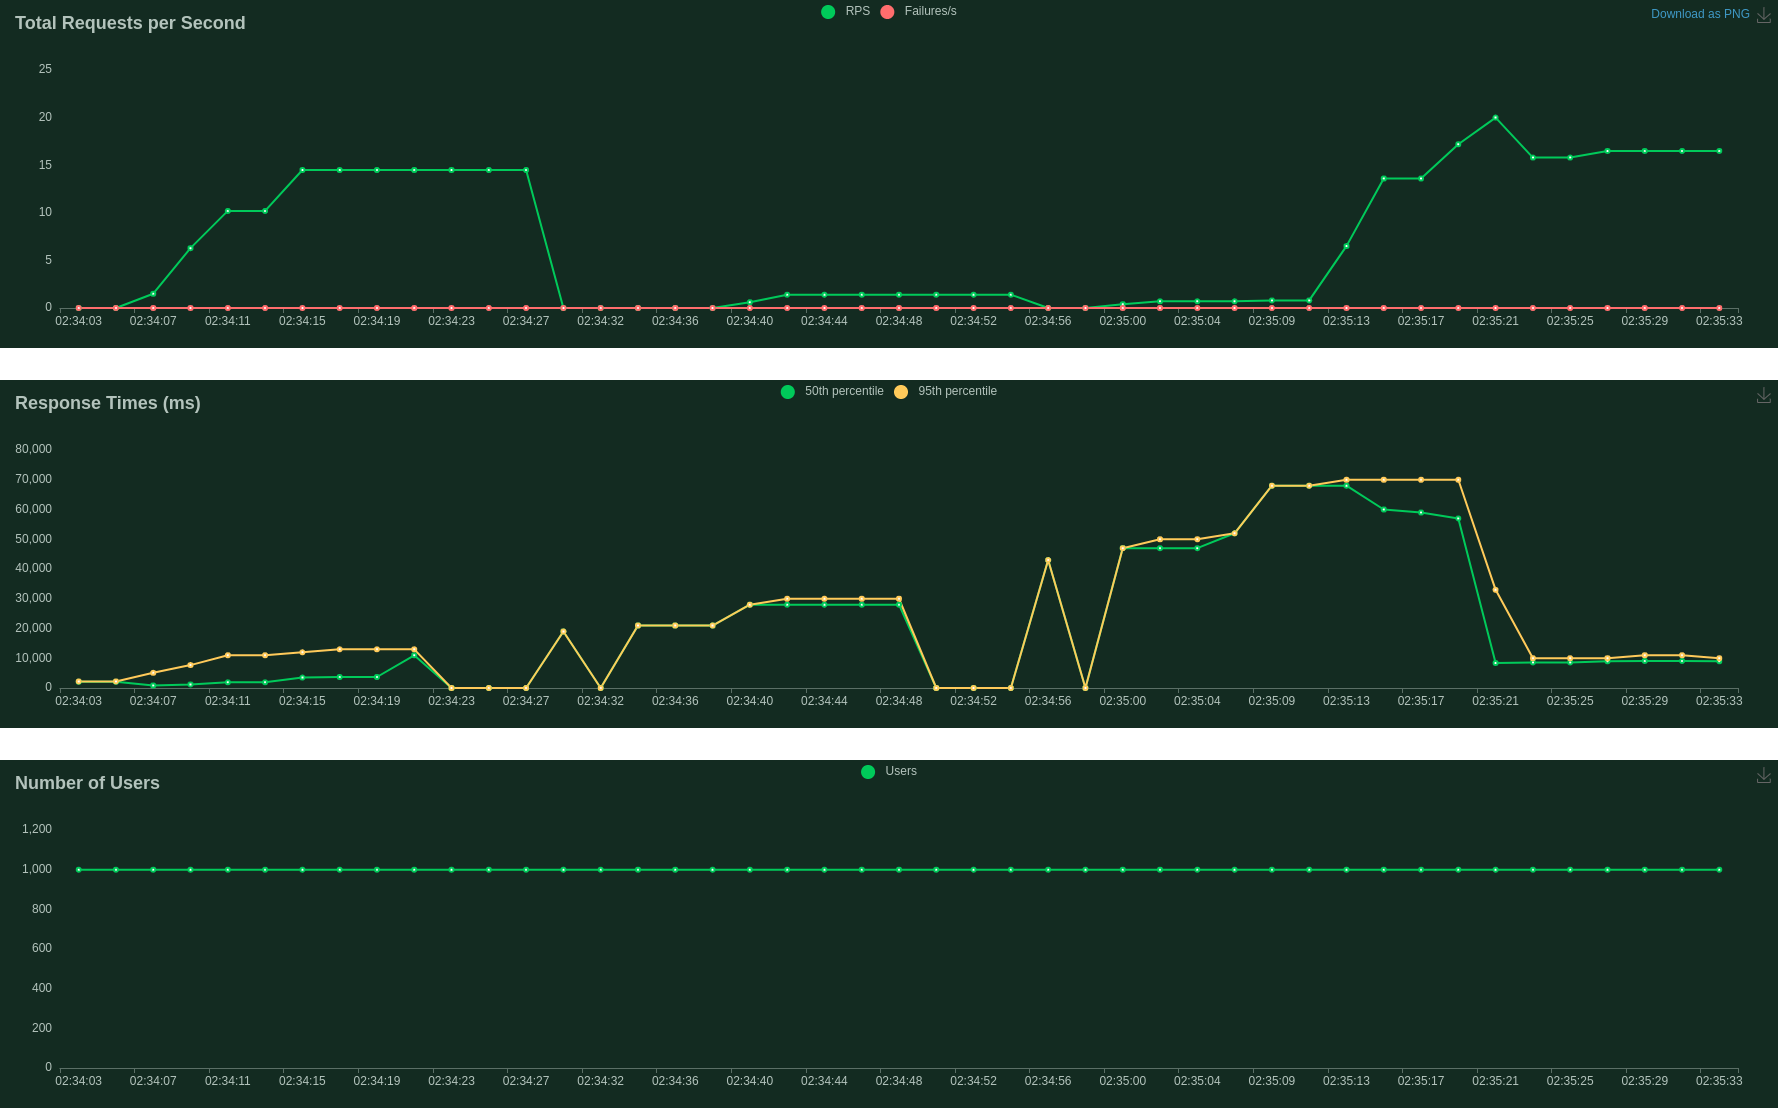 Total Requests per Second
RPS Failures/s
Download as PNG
25
20
15
10
5
0
02:34:03 02:34:07 02:34:11 02:34:15 02:34:19 02:34:23 02:34:27 02:34:32 02:34:36 02:34:40 02:34:44 02:34:48 02:34:52 02:34:56 02:35:00 02:35:04 02:35:09 02:35:13 02:35:17 02:35:21 02:35:25 02:35:29 02:35:33
Response Times (ms)
50th percentile 95th percentile
80,000
70,000
60,000
50,000
40,000
30,000
20,000
10,000
0
02:34:03 02:34:07 02:34:11 02:34:15 02:34:19 02:34:23 02:34:27 02:34:32 02:34:36 02:34:40 02:34:44 02:34:48 02:34:52 02:34:56 02:35:00 02:35:04 02:35:09 02:35:13 02:35:17 02:35:21 02:35:25 02:35:29 02:35:33
Number of Users
Users
1,200
1,000
800
600
400
200
0
02:34:03 02:34:07 02:34:11 02:34:15 02:34:19 02:34:23 02:34:27 02:34:32 02:34:36 02:34:40 02:34:44 02:34:48 02:34:52 02:34:56 02:35:00 02:35:04 02:35:09 02:35:13 02:35:17 02:35:21 02:35:25 02:35:29 02:35:33